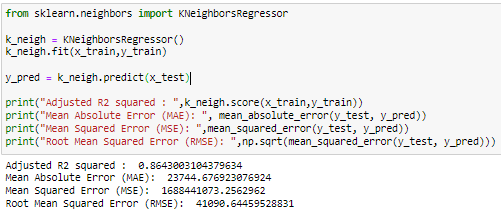 from sklearn.neighbors import KNeighborsRegressor
k_neigh = KNeighborsRegressor()
k_neigh.fit(x_train,y_train)
y_pred = k_neigh.predict(x_test)
print("Adjusted R2 squared : ",k_neigh.score(x_train,y_train))
print("Mean Absolute Error (MAE): ", mean_absolute_error(y_test, y_pred))
print("Mean Squared Error (MSE): ",mean_squared_error(y_test, y_pred))
print("Root Mean Squared Error (RMSE): ",np.sqrt(mean_squared_error(y_test, y_pred)))
Adjusted R2 squared :  0.8643003104379634
Mean Absolute Error (MAE):  23744.676923076924
Mean Squared Error (MSE):  1688441073.2562962
Root Mean Squared Error (RMSE):  41090.64459528831